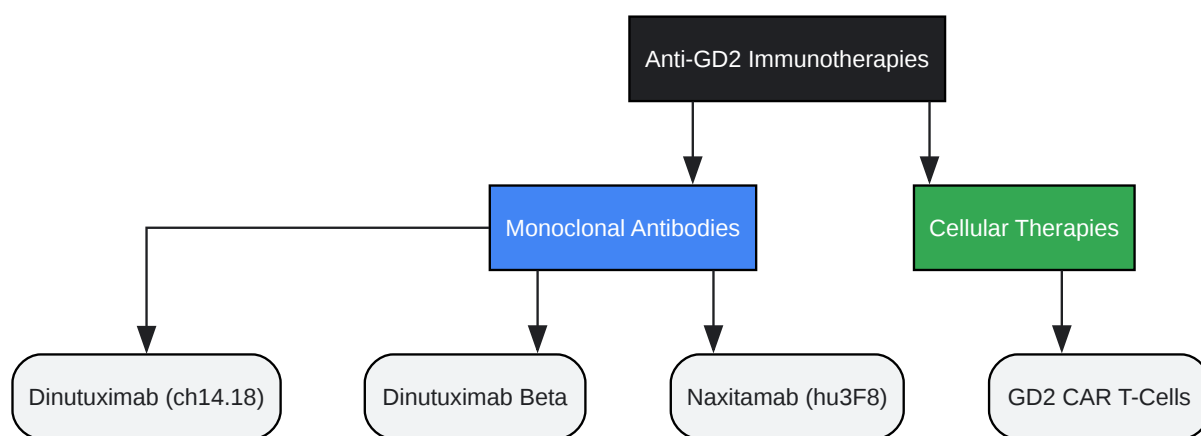 Anti-GD2 Immunotherapies
Monoclonal Antibodies
Cellular Therapies
Dinutuximab (ch14.18)
Dinutuximab Beta
Naxitamab (hu3F8)
GD2 CAR T-Cells